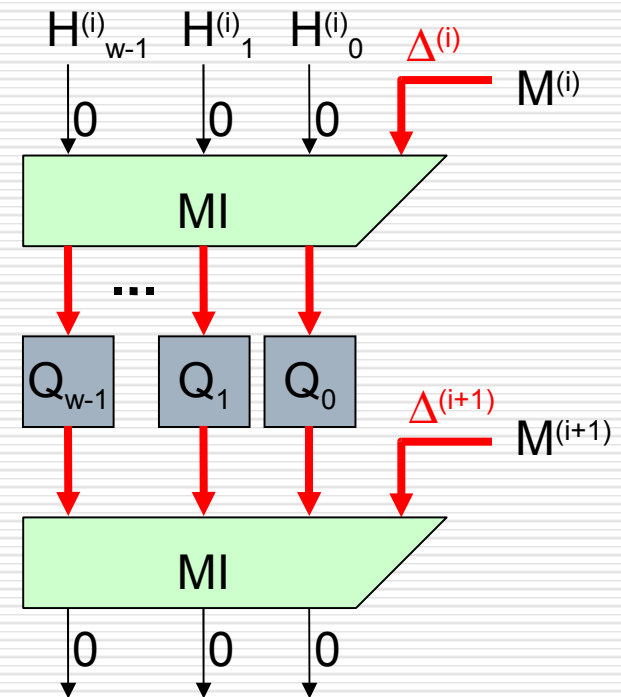 H⁽ⁱ⁾w-1 H⁽ⁱ⁾1 H⁽ⁱ⁾0 Δ⁽ⁱ⁾
M⁽ⁱ⁾
0 0 0
MI
...
Qw-1 Q1 Q0
Δ⁽ⁱ⁺¹⁾
M⁽ⁱ⁺¹⁾
MI
0 0 0